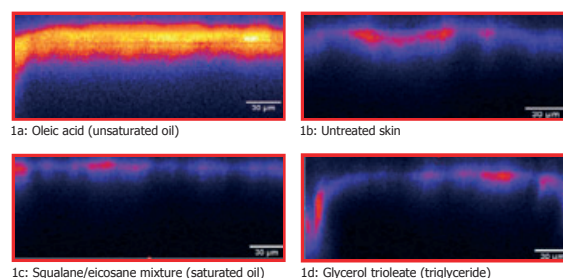 30 µm
30 µm
1a: Oleic acid (unsaturated oil)
1b: Untreated skin
30 µm
30 µm
1c: Squalane/eicosane mixture (saturated oil)
1d: Glycerol trioleate (triglyceride)